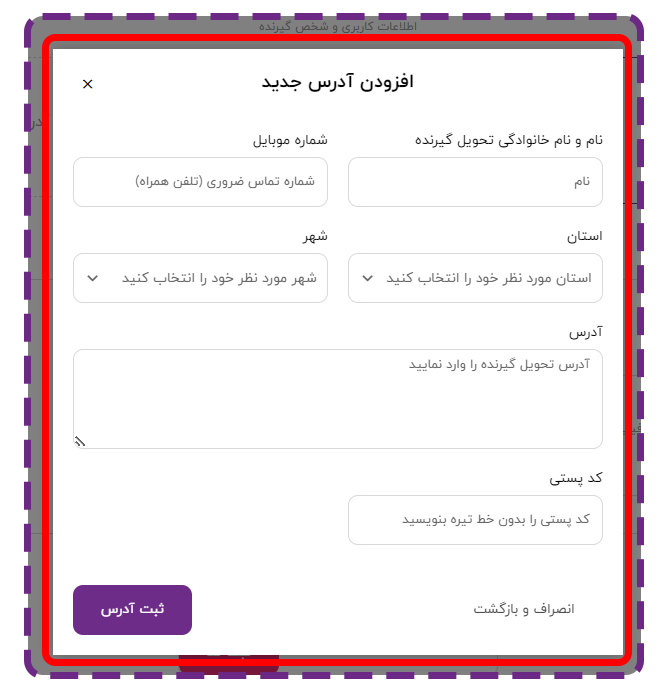 اطلاعات کاربری و شخص گیرنده
افزودن آدرس جدید
نام و نام خانوادگی تحویل گیرنده
شماره موبایل
نام
شماره تماس ضروری (تلفن همراه)
استان
شهر
استان مورد نظر خود را انتخاب کنید
شهر مورد نظر خود را انتخاب کنید
آدرس
آدرس تحویل گیرنده را وارد نمایید
کد پستی
کد پستی را بدون خط تیره بنویسید
انصراف و بازگشت
ثبت آدرس